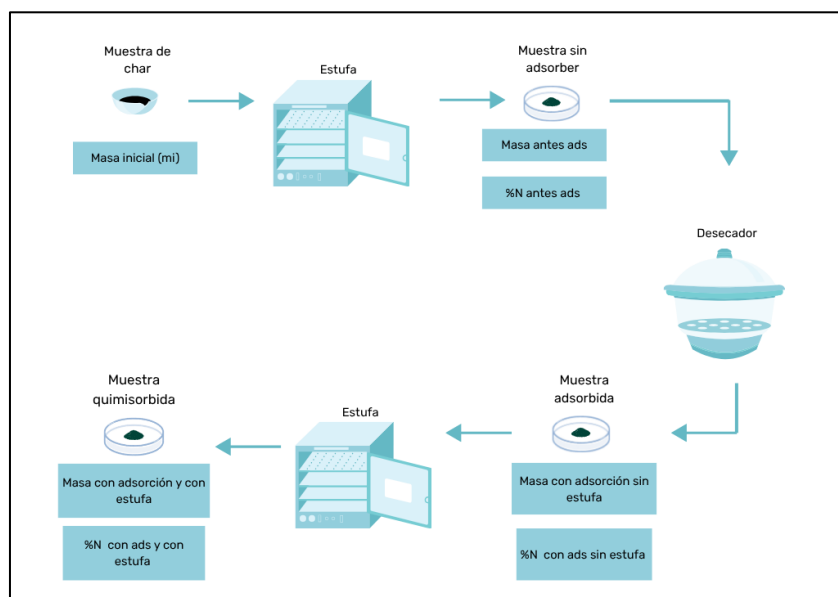 Muestra de
char
Masa inicial (mi)
Estufa
Muestra sin
adsorber
Masa antes ads
%N antes ads
Desecador
Muestra
adsorbida
Masa con adsorción sin
estufa
%N con ads sin estufa
Estufa
Muestra
quimisorbida
Masa con adsorción y con
estufa
%N con ads y con
estufa